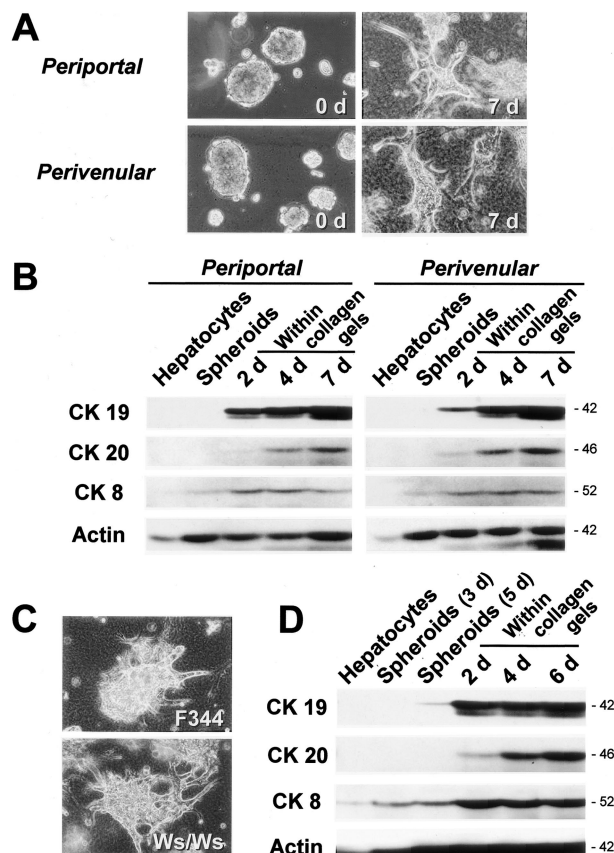 A
Periportal
0 d
7 d
Perivenular
0 d
7 d
B
Periportal
Perivenular
Hepatocytes
Spheroids
2 d
4 d
7 d
Within
collagen
gels
Hepatocytes
Spheroids
2 d
4 d
7 d
Within
collagen
gels
CK 19
- 42
CK 20
- 46
CK 8
- 52
Actin
- 42
C
F344
Ws/Ws
D
Hepatocytes
Spheroids (3 d)
Spheroids (5 d)
2 d
4 d
6 d
Within
collagen
gels
CK 19
- 42
CK 20
- 46
CK 8
- 52
Actin
- 42